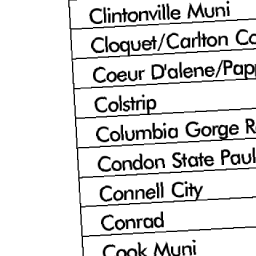 Clintonville Muni
Cloquet/Carlton Co
Coeur D'alene/Papp
Colstrip
Columbia Gorge R
Condon State Paul
Connell City
Conrad
Cook Muni